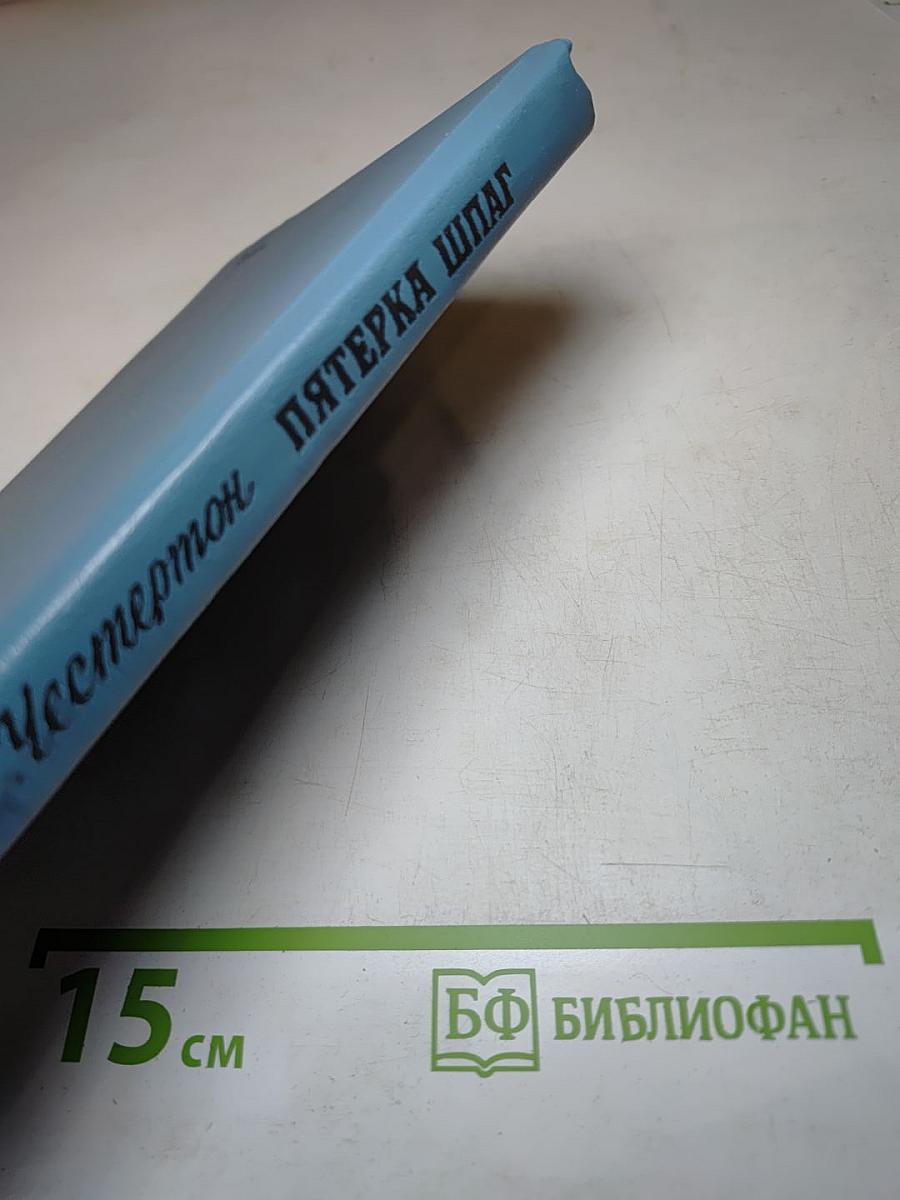 Честертон ПЯТЕРКА ШПАГ
15 см
БФ БИБЛИОФАН